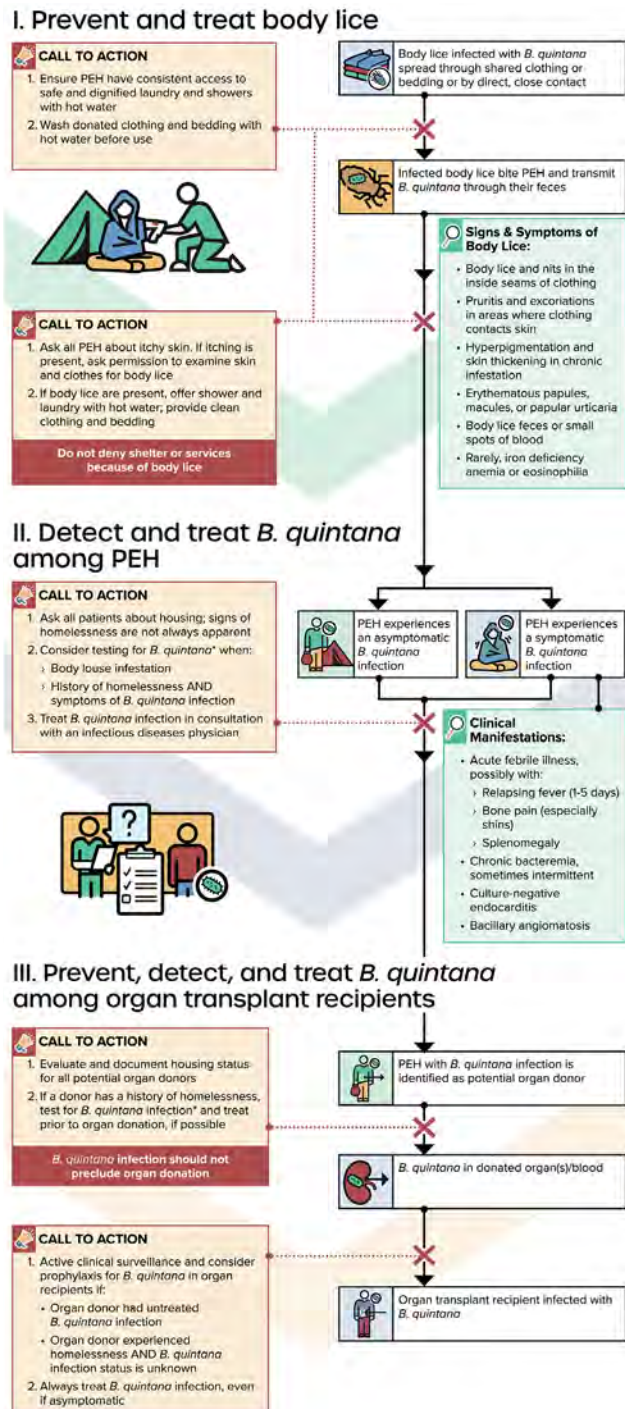 I. Prevent and treat body lice
CALL TO ACTION
1. Ensure PEH have consistent access to
safe and dignified laundry and showers
with hot water
2. Wash donated clothing and bedding with
hot water before use
Body lice infected with B. quintana
spread through shared clothing or
bedding or by direct, close contact
Infected body lice bite PEH and transmit
B. quintana through their feces
Signs & Symptoms of
Body Lice:
• Body lice and nits in the
inside seams of clothing
• Pruritis and excoriations
in areas where clothing
contacts skin
• Hyperpigmentation and
skin thickening in chronic
infestation
• Erythematous papules,
macules, or papular urticaria
• Body lice feces or small
spots of blood
• Rarely, iron deficiency
anemia or eosinophilia
CALL TO ACTION
1. Ask all PEH about itchy skin. If itching is
present, ask permission to examine skin
and clothes for body lice
2. If body lice are present, offer shower and
laundry with hot water; provide clean
clothing and bedding
Do not deny shelter or services
because of body lice
II. Detect and treat B. quintana
among PEH
CALL TO ACTION
1. Ask all patients about housing; signs of
homelessness are not always apparent
2. Consider testing for B. quintana* when:
› Body louse infestation
› History of homelessness AND
symptoms of B. quintana infection
3. Treat B. quintana infection in consultation
with an infectious diseases physician
PEH experiences
an asymptomatic
B. quintana
infection
PEH experiences
a symptomatic
B. quintana
infection
Clinical
Manifestations:
• Acute febrile illness,
possibly with:
› Relapsing fever (1-5 days)
› Bone pain (especially
shins)
› Splenomegaly
• Chronic bacteremia,
sometimes intermittent
• Culture-negative
endocarditis
• Bacillary angiomatosis
?
III. Prevent, detect, and treat B. quintana
among organ transplant recipients
CALL TO ACTION
1. Evaluate and document housing status
for all potential organ donors
2. If a donor has a history of homelessness,
test for B. quintana infection* and treat
prior to organ donation, if possible
B. quintana infection should not
preclude organ donation
PEH with B. quintana infection is
identified as potential organ donor
B. quintana in donated organ(s)/blood
CALL TO ACTION
1. Active clinical surveillance and consider
prophylaxis for B. quintana in organ
recipients if:
• Organ donor had untreated
B. quintana infection
• Organ donor experienced
homelessness AND B. quintana
infection status is unknown
2. Always treat B. quintana infection, even
if asymptomatic
Organ transplant recipient infected with
B. quintana